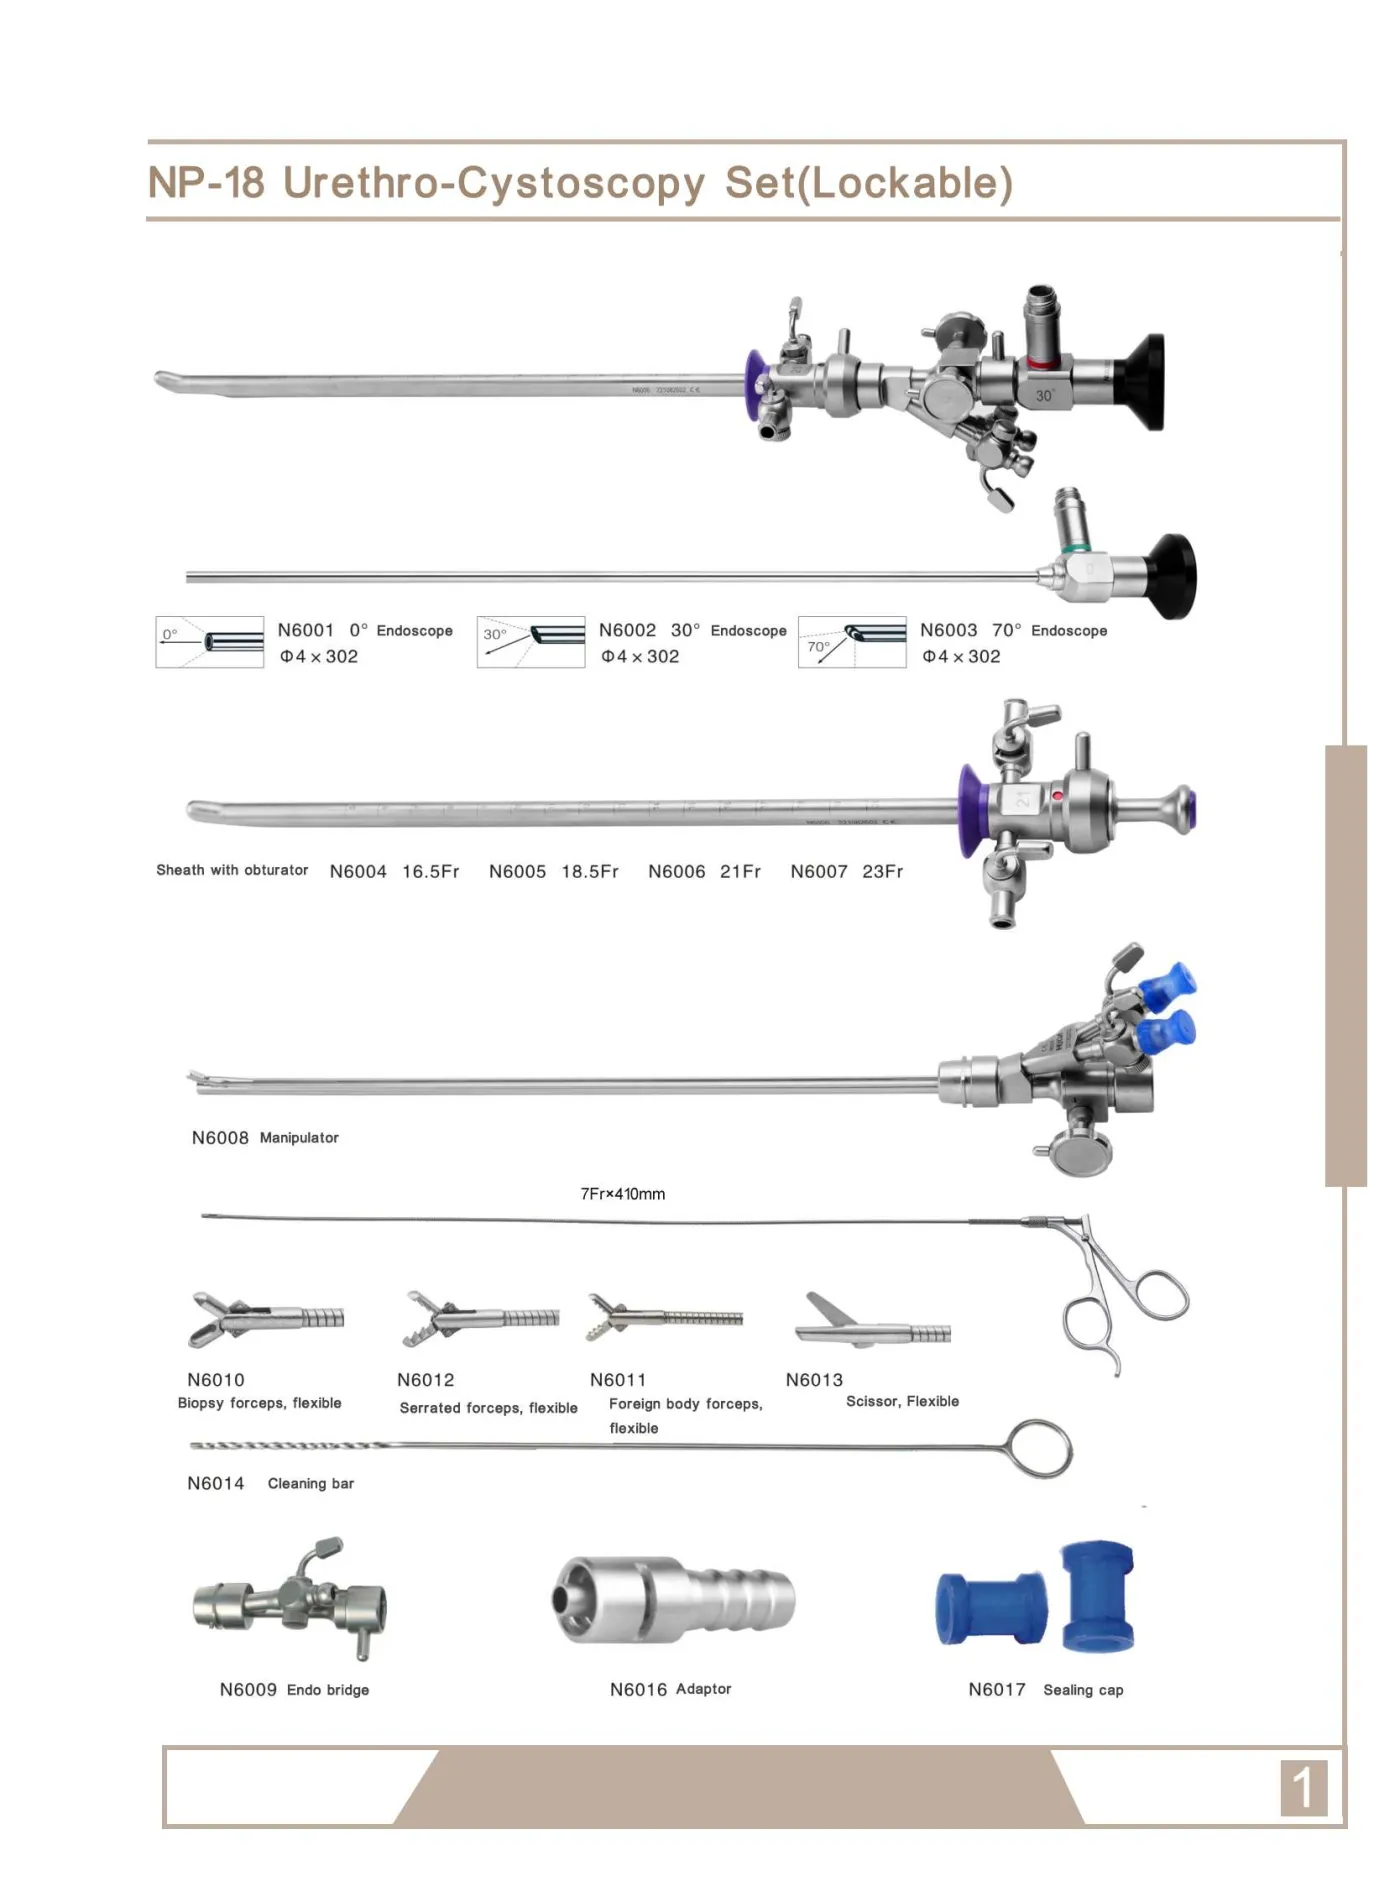 NP-18 Urethro-Cystoscopy Set(Lockable)
N6006 221082502 C€
30°
0°
N6001 0° Endoscope
Φ4×302
30°
N6002 30° Endoscope
Φ4×302
70°
N6003 70° Endoscope
Φ4×302
21
Sheath with obturator N6004 16.5Fr N6005 18.5Fr N6006 21Fr N6007 23Fr
N6008 Manipulator
7Fr×410mm
N6010
Biopsy forceps, flexible
N6012
Serrated forceps, flexible
N6011
Foreign body forceps,
flexible
N6013
Scissor, Flexible
N6014 Cleaning bar
N6009 Endo bridge
N6016 Adaptor
N6017 Sealing cap
1